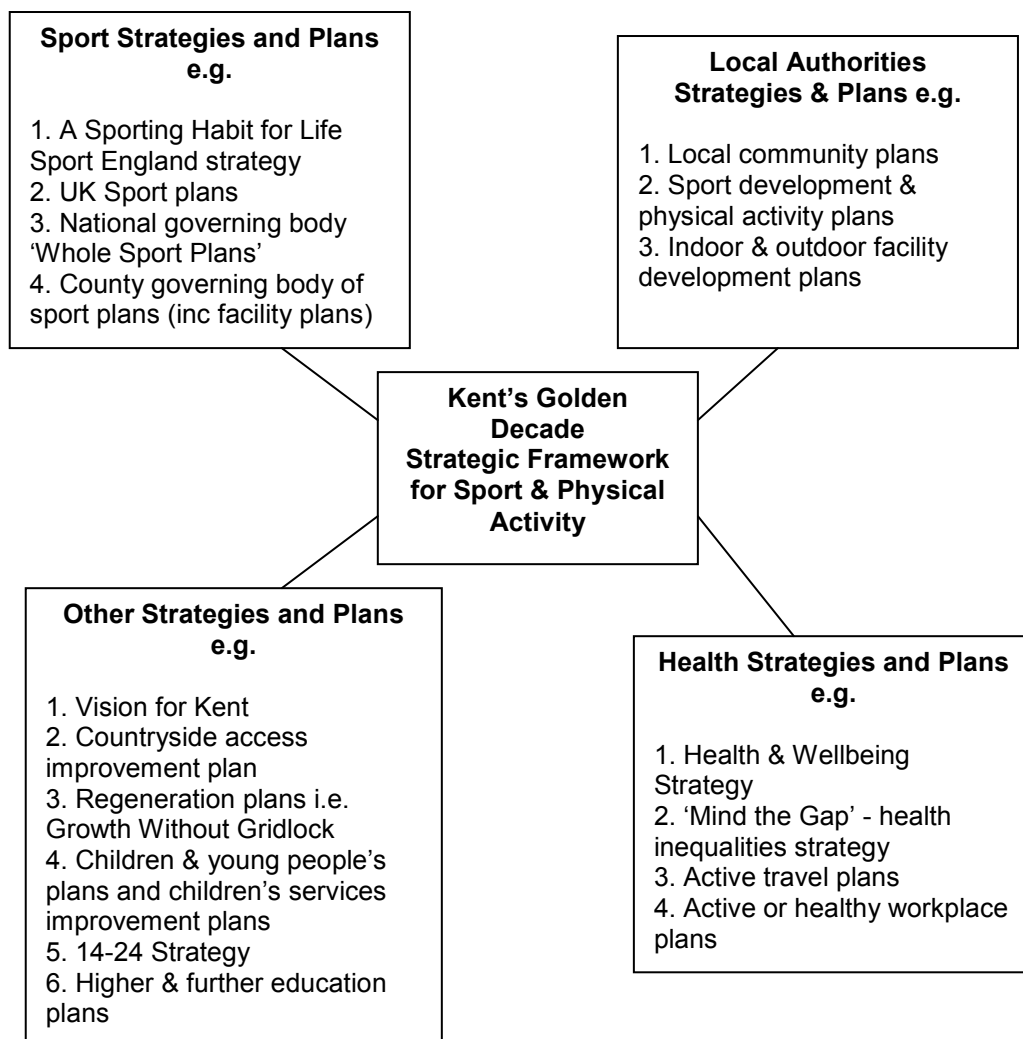 Sport Strategies and Plans
e.g.
1. A Sporting Habit for Life
Sport England strategy
2. UK Sport plans
3. National governing body
‘Whole Sport Plans’
4. County governing body of
sport plans (inc facility plans)
Local Authorities
Strategies & Plans e.g.
1. Local community plans
2. Sport development &
physical activity plans
3. Indoor & outdoor facility
development plans
Kent’s Golden
Decade
Strategic Framework
for Sport & Physical
Activity
Other Strategies and Plans
e.g.
1. Vision for Kent
2. Countryside access
improvement plan
3. Regeneration plans i.e.
Growth Without Gridlock
4. Children & young people’s
plans and children’s services
improvement plans
5. 14-24 Strategy
6. Higher & further education
plans
Health Strategies and Plans
e.g.
1. Health & Wellbeing
Strategy
2. ‘Mind the Gap’ - health
inequalities strategy
3. Active travel plans
4. Active or healthy workplace
plans